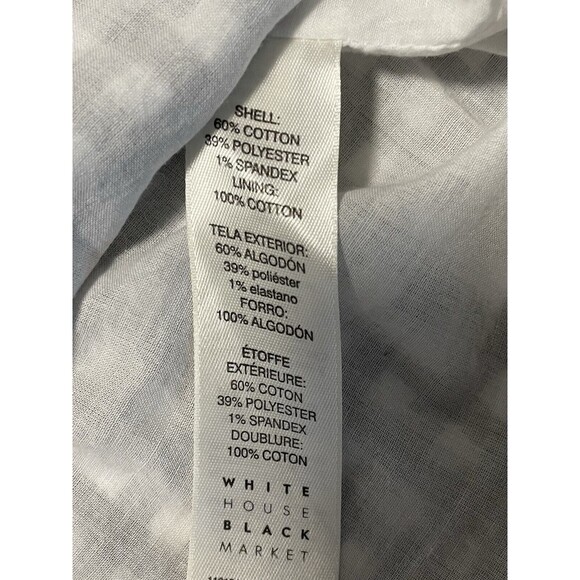 SHELL:
60% COTTON
39% POLYESTER
1% SPANDEX
LINING:
100% COTTON
TELA EXTERIOR:
60% ALGODÓN
39% poliéster
1% elastano
FORRO:
100% ALGODÓN
ÉTOFFE
EXTÉRIEURE:
60% COTON
39% POLYESTER
1% SPANDEX
DOUBLURE:
100% COTON
WHITE
HOUSE
BLACK
MARKET